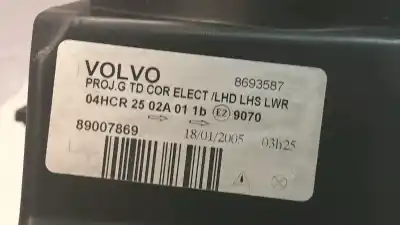 VOLVO 8693587
PROJ.G TD COR ELECT /LHD LHS LWR
04HCR 25 02A 01 1b E2 9070
89007869 18/01/2005 03h25